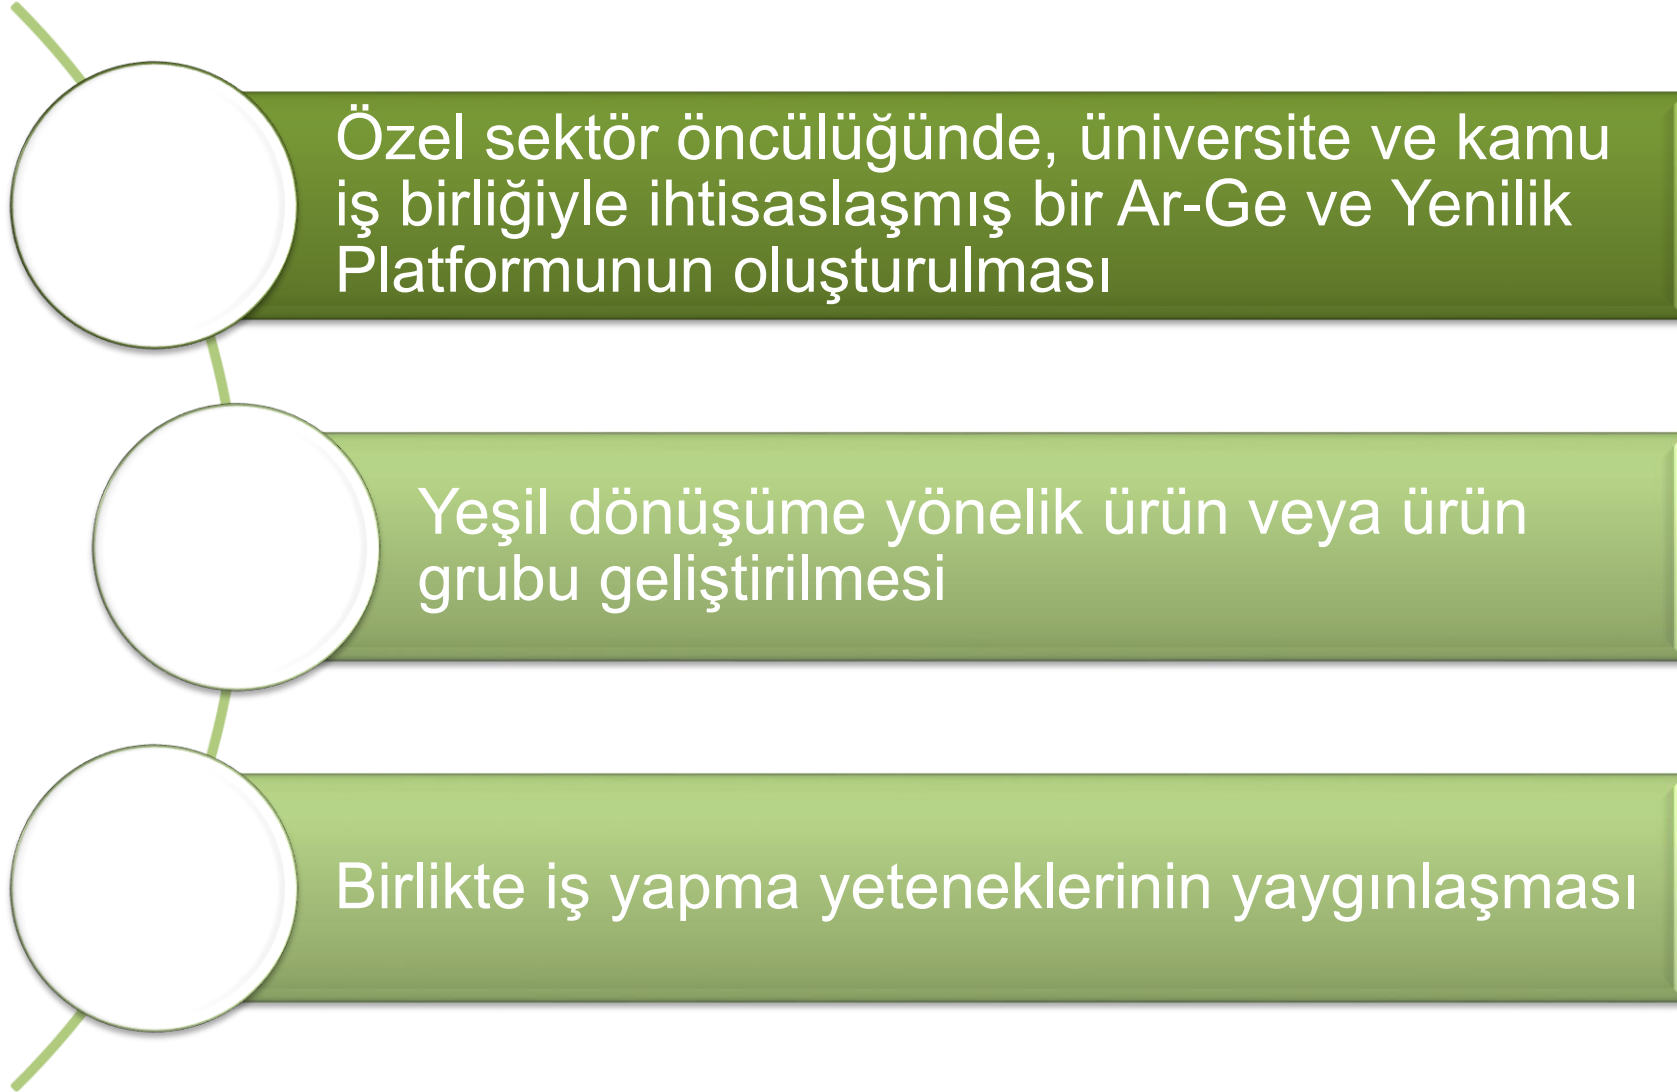 Özel sektör öncülüğünde, üniversite ve kamu
iş birliğiyle ihtisaslaşmış bir Ar-Ge ve Yenilik
Platformunun oluşturulması
Yeşil dönüşüme yönelik ürün veya ürün
grubu geliştirilmesi
Birlikte iş yapma yeteneklerinin yaygınlaşması